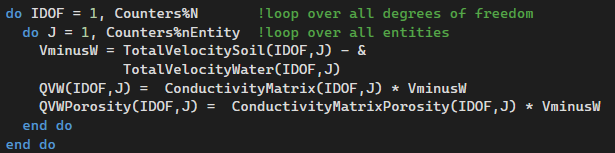 do IDOF = 1, Counters%N       !loop over all degrees of freedom
  do J = 1, Counters%nEntity  !loop over all entities
    VminusW = TotalVelocitySoil(IDOF,J) - &
              TotalVelocityWater(IDOF,J)
    QVW(IDOF,J) =  ConductivityMatrix(IDOF,J) * VminusW
    QVWPorosity(IDOF,J) =  ConductivityMatrixPorosity(IDOF,J) * VminusW
  end do
end do